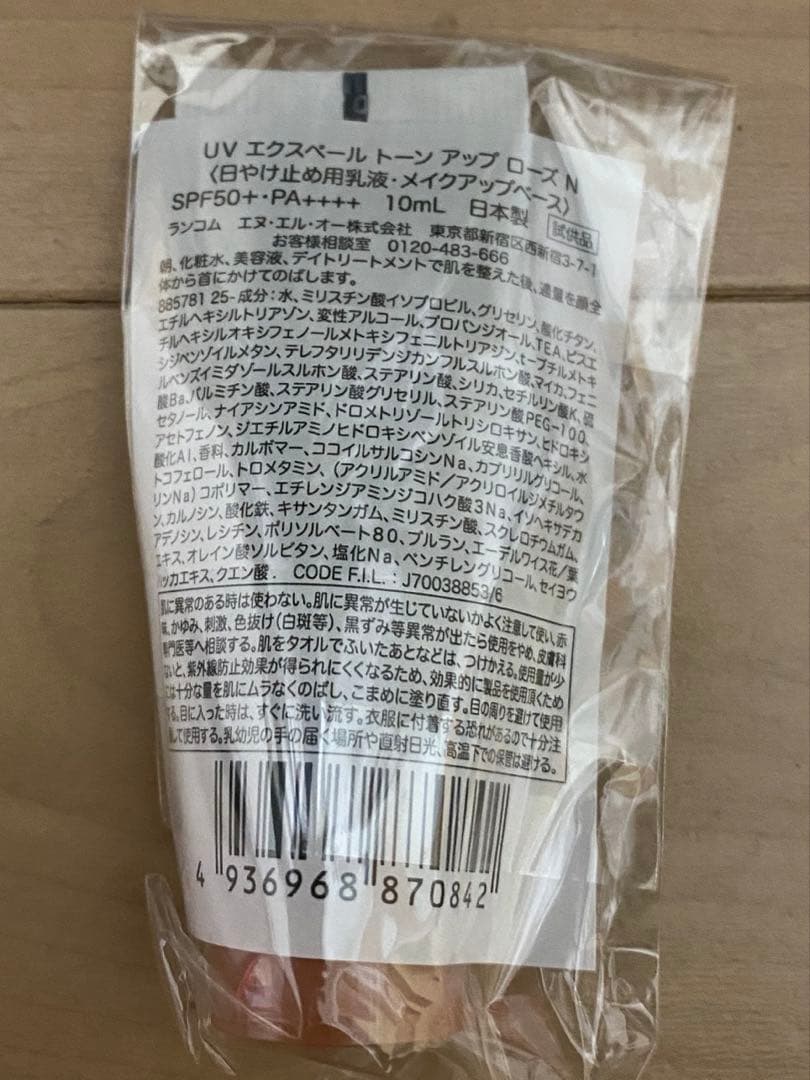 UV エクスペール トーン アップ ローズ N
〈日やけ止め用乳液・メイクアップベース〉
SPF50+・PA++++ 10mL 日本製 試供品
ランコム エヌ・エル・オー株式会社 東京都新宿区西新宿3-7-1
お客様相談室 0120-483-666
朝、化粧水、美容液、デイトリートメントで肌を整えた後、適量を顔全
体から首にかけてのばします。
885781 25-成分：水、ミリスチン酸イソプロピル、グリセリン、酸化チタン、
エチルヘキシルトリアゾン、変性アルコール、プロパンジオール、TEA、ビスエ
チルヘキシルオキシフェノールメトキシフェニルトリアジン、t-ブチルメトキ
シジベンゾイルメタン、テレフタリリデンジカンフルスルホン酸、マイカ、フェニ
ルベンズイミダゾールスルホン酸、ステアリン酸、シリカ、セチルリン酸K、硫
酸Ba、パルミチン酸、ステアリン酸グリセリル、ステアリン酸PEG-100、
セタノール、ナイアシンアミド、ドロメトリゾールトリシロキサン、ヒドロキシ
アセトフェノン、ジエチルアミノヒドロキシベンゾイル安息香酸ヘキシル、水
酸化Al、香料、カルボマー、ココイルサルコシンNa、カプリリルグリコール、
トコフェロール、トロメタミン、（アクリルアミド／アクリロイルジメチルタウ
リンNa）コポリマー、エチレンジアミンジコハク酸3Na、イソヘキサデカ
ン、カルノシン、酸化鉄、キサンタンガム、ミリスチン酸、スクレロチウムガム、
アデノシン、レシチン、ポリソルベート80、プルラン、エーデルワイス花／葉
エキス、オレイン酸ソルビタン、塩化Na、ペンチレングリコール、セイヨウ
ハッカエキス、クエン酸． CODE F.I.L.：J70038853/6
肌に異常のある時は使わない。肌に異常が生じていないかよく注意して使い、赤
、かゆみ、刺激、色抜け（白斑等）、黒ずみ等異常が出たら使用をやめ、皮膚科
専門医等へ相談する。肌をタオルでふいたあとなどは、つけかえる。使用量が少
ないと、紫外線防止効果が得られにくくなるため、効果的に製品を使用頂くため
には十分な量を肌にムラなくのばし、こまめに塗り直す。目の周りを避けて使用
する。目に入った時は、すぐに洗い流す。衣服に付着する恐れがあるので十分注
して使用する。乳幼児の手の届く場所や直射日光、高温下での保管は避ける。
4 936968 870842